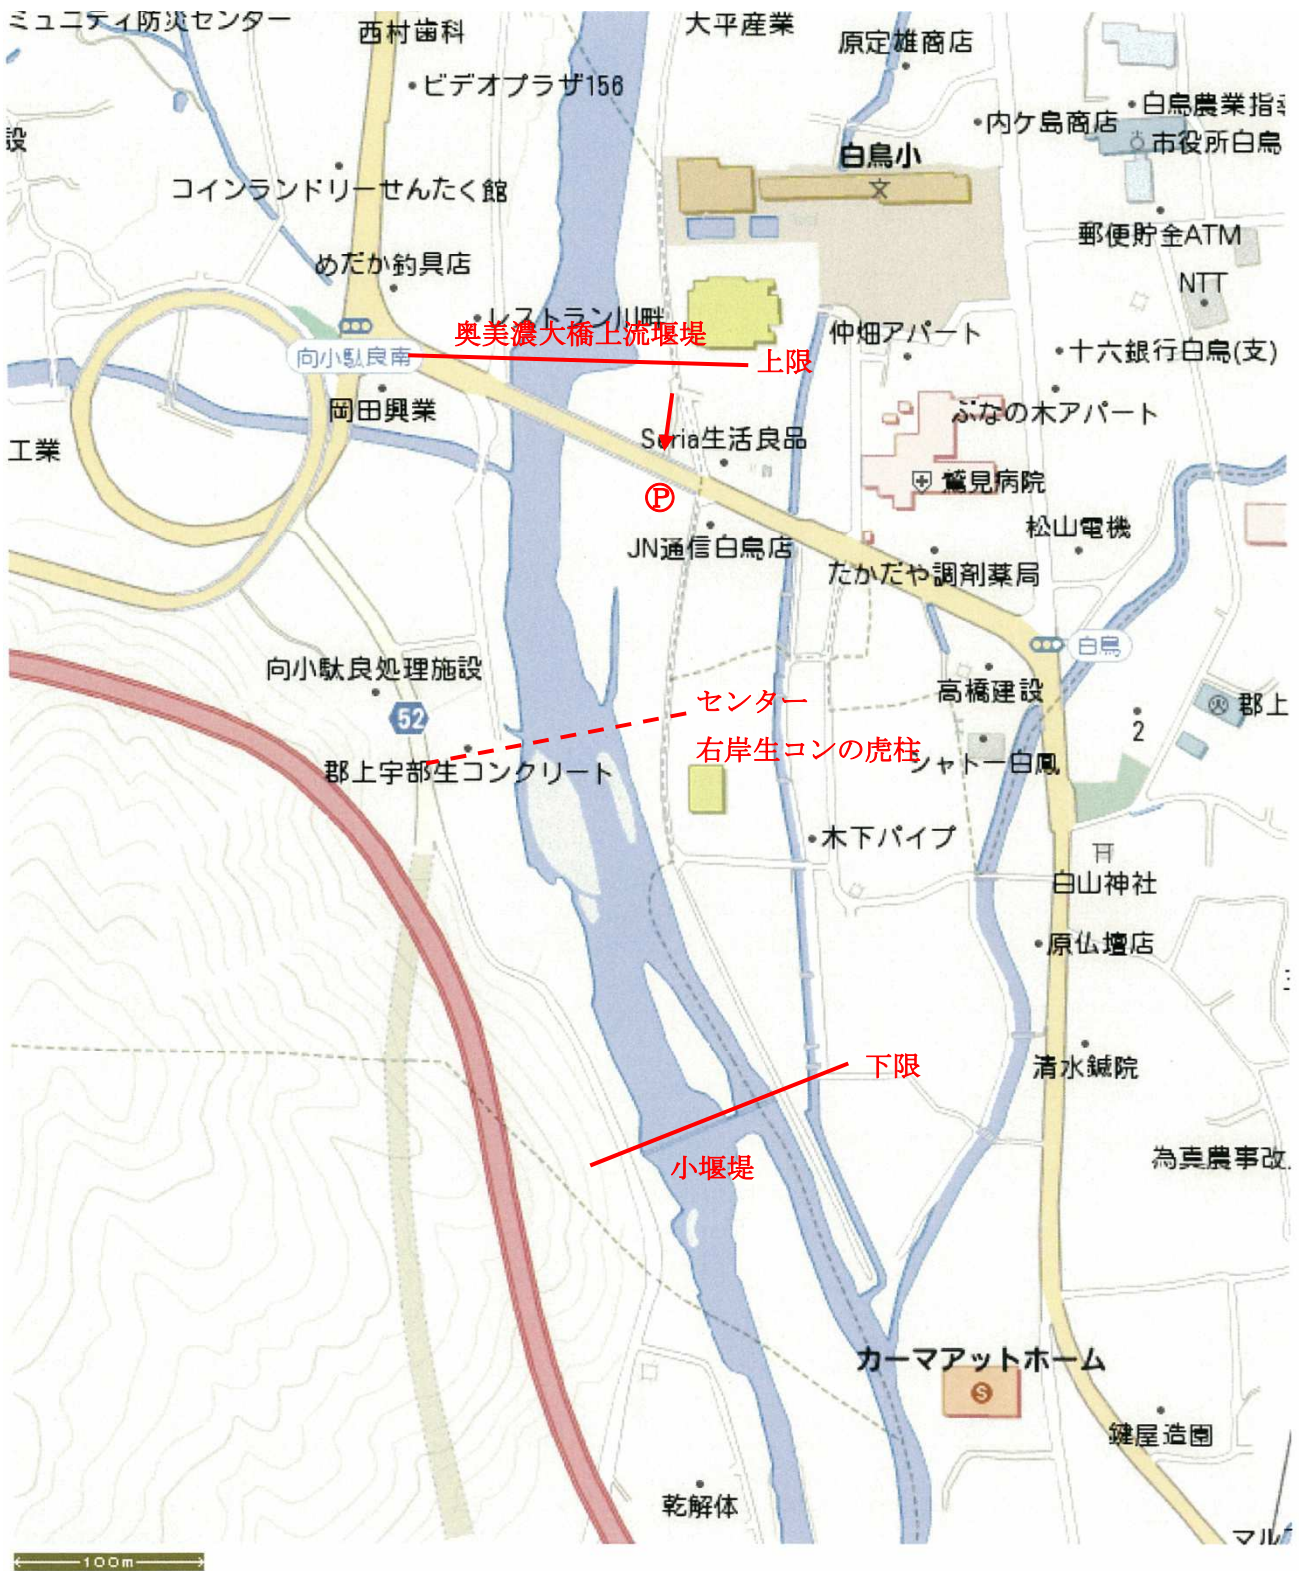 ミュニティ防災センター
西村歯科
大平産業
原定雄商店
ビデオプラザ156
白鳥農業指
内ケ島商店
設
市役所白鳥
白鳥小
コインランドリーせんたく館
郵便貯金ATM
めだか釣具店
NTT
レストラン川畔
奥美濃大橋上流堰堤
仲畑アパート
向小駄良南
上限
十六銀行白鳥(支)
岡田興業
ぶなの木アパート
工業
Seria生活良品
鷲見病院
P
松山電機
JN通信白鳥店
たかだや調剤薬局
白鳥
向小駄良処理施設
高橋建設
センター
郡上
52
2
右岸生コンの虎柱
シャトー白鳳
郡上宇部生コンクリート
木下パイプ
白山神社
原仏壇店
下限
清水鍼院
小堰堤
為真農事改
カーマアットホーム
S
鍵屋造園
乾解体
マル
100m